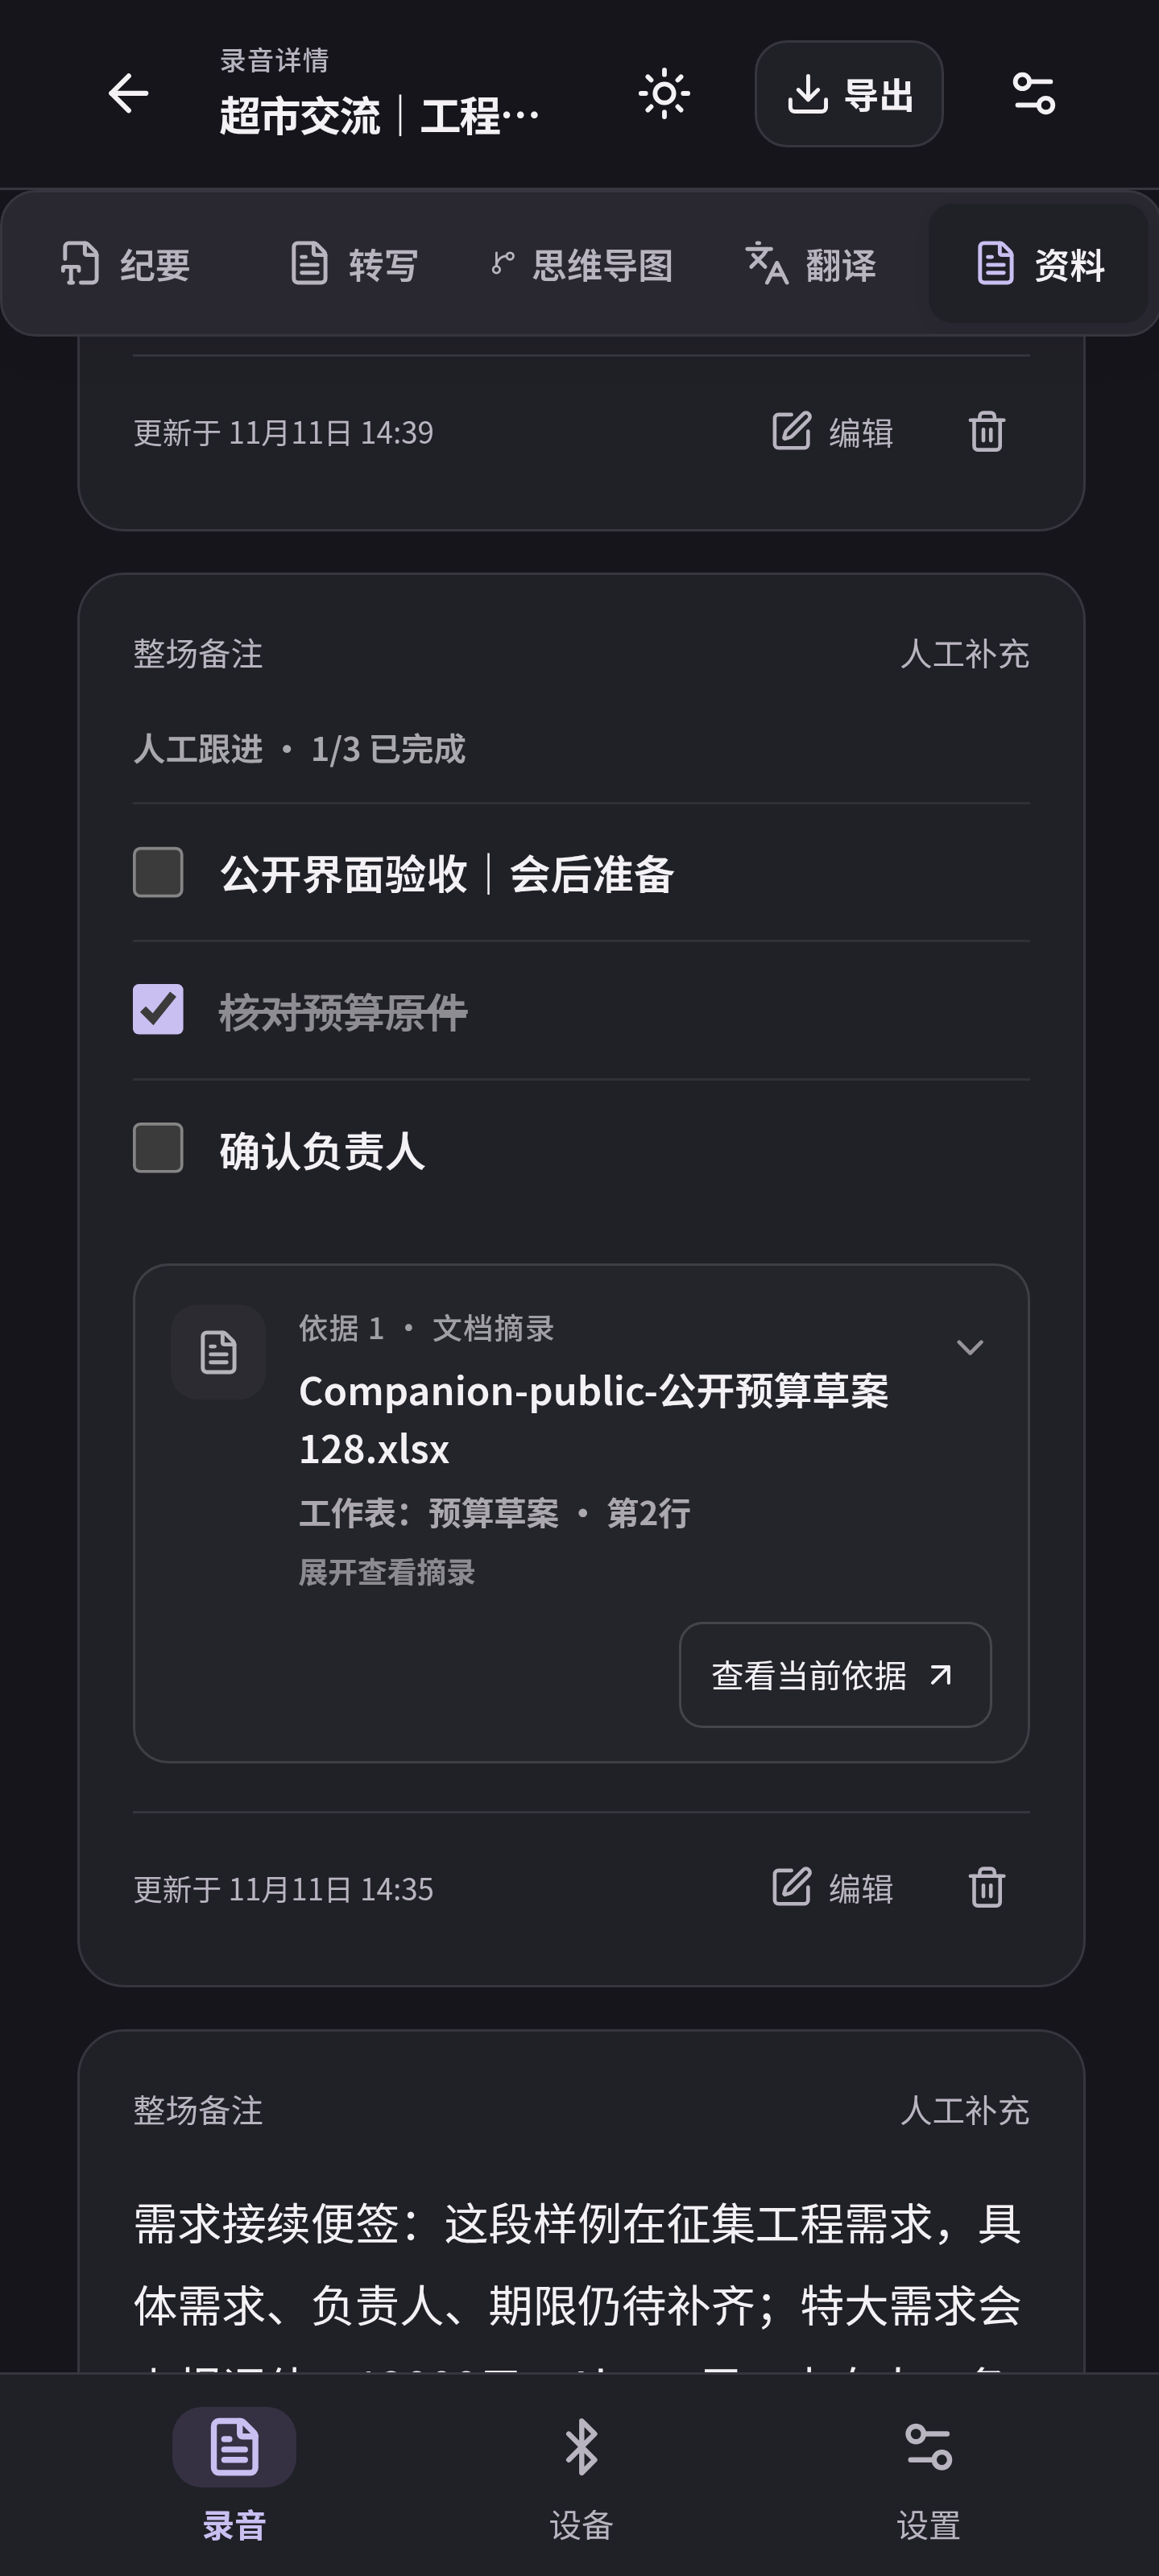 录音详情
超市交流｜工程…
导出
纪要
转写
思维导图
翻译
资料
更新于 11月11日 14:39
编辑
整场备注
人工补充
人工跟进 · 1/3 已完成
公开界面验收｜会后准备
核对预算原件
确认负责人
依据 1 · 文档摘录
Companion-public-公开预算草案
128.xlsx
工作表：预算草案 · 第2行
展开查看摘录
查看当前依据
更新于 11月11日 14:35
编辑
整场备注
人工补充
需求接续便签：这段样例在征集工程需求，具
体需求、负责人、期限仍待补齐；特大需求会
录音
设备
设置